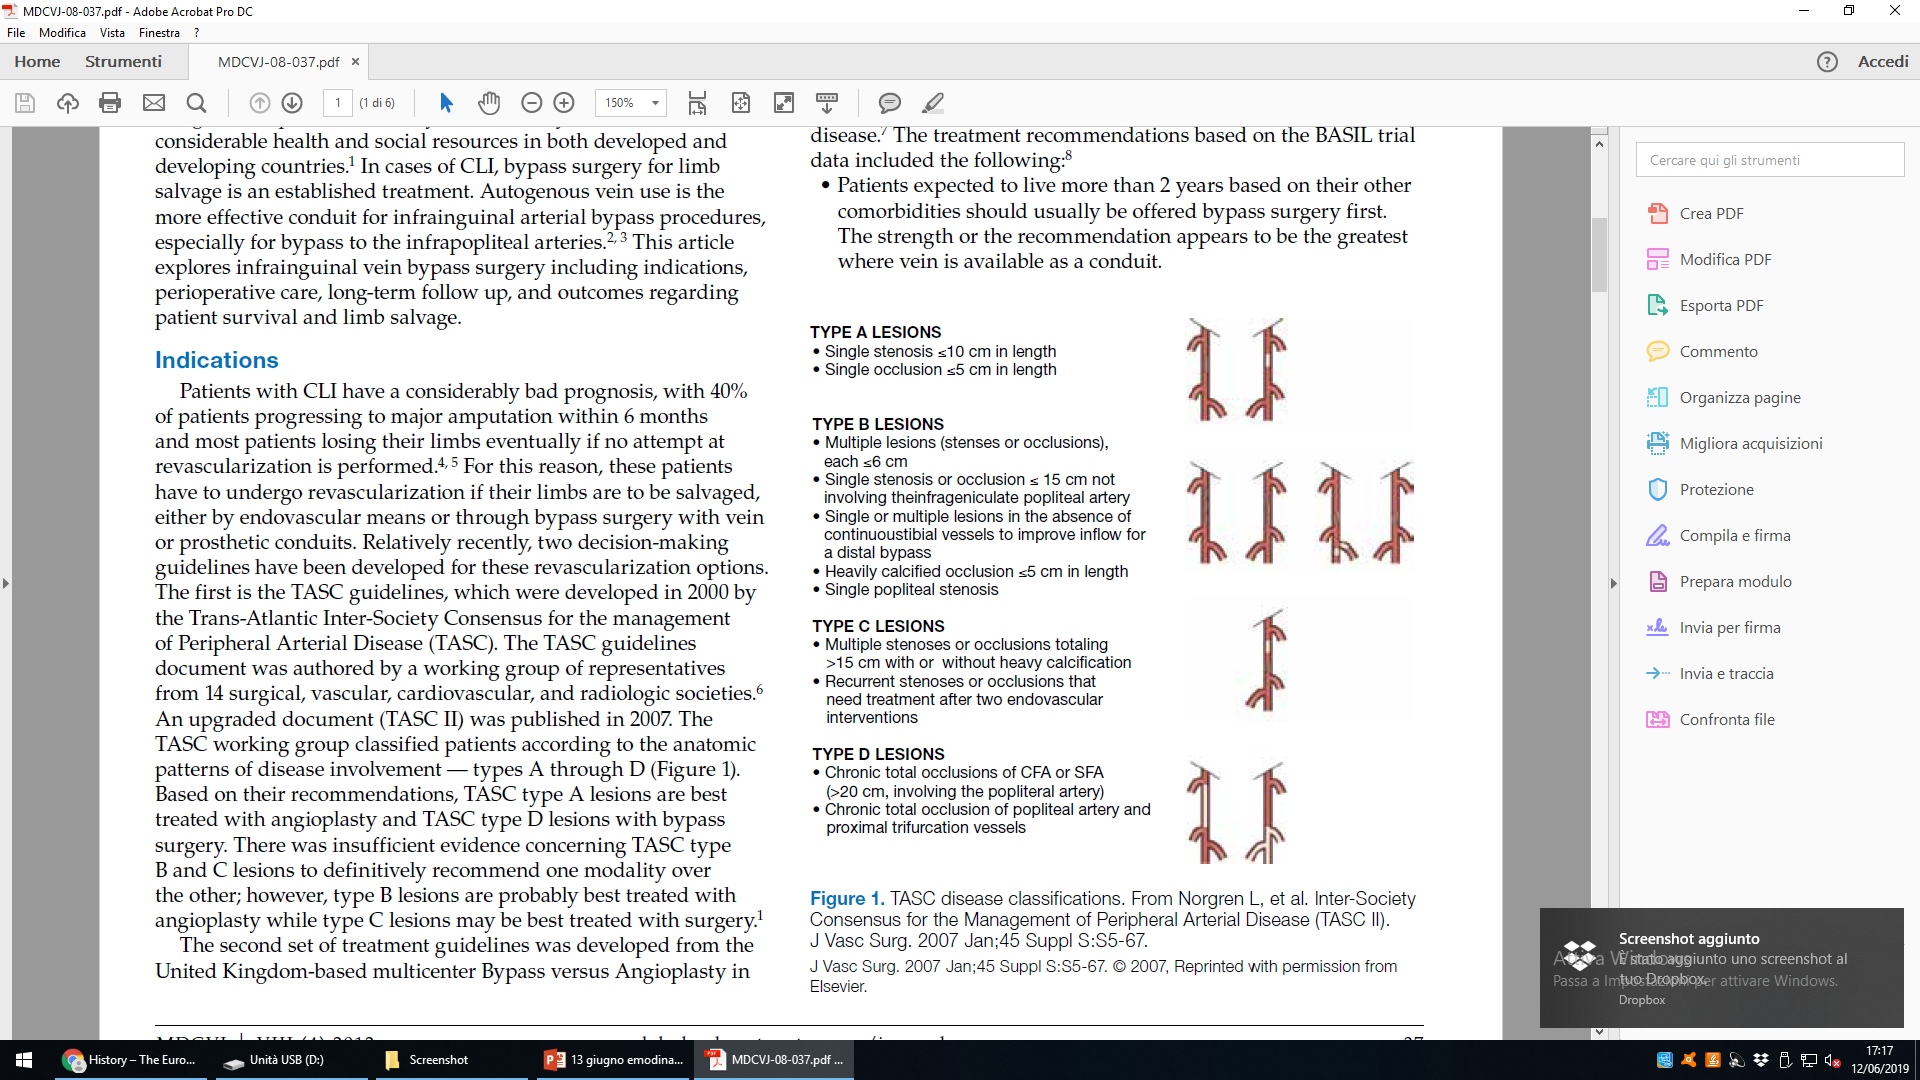 MDCVJ-08-037.pdf - Adobe Acrobat Pro DC
File Modifica Vista Finestra ?
Home Strumenti MDCVJ-08-037.pdf × Accedi
1 (1 di 6) 150%
considerable health and social resources in both developed and
developing countries.1 In cases of CLI, bypass surgery for limb
salvage is an established treatment. Autogenous vein use is the
more effective conduit for infrainguinal arterial bypass procedures,
especially for bypass to the infrapopliteal arteries.2, 3 This article
explores infrainguinal vein bypass surgery including indications,
perioperative care, long-term follow up, and outcomes regarding
patient survival and limb salvage.
Indications
Patients with CLI have a considerably bad prognosis, with 40%
of patients progressing to major amputation within 6 months
and most patients losing their limbs eventually if no attempt at
revascularization is performed.4, 5 For this reason, these patients
have to undergo revascularization if their limbs are to be salvaged,
either by endovascular means or through bypass surgery with vein
or prosthetic conduits. Relatively recently, two decision-making
guidelines have been developed for these revascularization options.
The first is the TASC guidelines, which were developed in 2000 by
the Trans-Atlantic Inter-Society Consensus for the management
of Peripheral Arterial Disease (TASC). The TASC guidelines
document was authored by a working group of representatives
from 14 surgical, vascular, cardiovascular, and radiologic societies.6
An upgraded document (TASC II) was published in 2007. The
TASC working group classified patients according to the anatomic
patterns of disease involvement — types A through D (Figure 1).
Based on their recommendations, TASC type A lesions are best
treated with angioplasty and TASC type D lesions with bypass
surgery. There was insufficient evidence concerning TASC type
B and C lesions to definitively recommend one modality over
the other; however, type B lesions are probably best treated with
angioplasty while type C lesions may be best treated with surgery.1
The second set of treatment guidelines was developed from the
United Kingdom-based multicenter Bypass versus Angioplasty in
disease.7 The treatment recommendations based on the BASIL trial
data included the following:8
• Patients expected to live more than 2 years based on their other
comorbidities should usually be offered bypass surgery first.
The strength or the recommendation appears to be the greatest
where vein is available as a conduit.
TYPE A LESIONS
• Single stenosis ≤10 cm in length
• Single occlusion ≤5 cm in length
TYPE B LESIONS
• Multiple lesions (stenses or occlusions),
each ≤6 cm
• Single stenosis or occlusion ≤ 15 cm not
involving theinfrageniculate popliteal artery
• Single or multiple lesions in the absence of
continuoustibial vessels to improve inflow for
a distal bypass
• Heavily calcified occlusion ≤5 cm in length
• Single popliteal stenosis
TYPE C LESIONS
• Multiple stenoses or occlusions totaling
>15 cm with or without heavy calcification
• Recurrent stenoses or occlusions that
need treatment after two endovascular
interventions
TYPE D LESIONS
• Chronic total occlusions of CFA or SFA
(>20 cm, involving the popliteral artery)
• Chronic total occlusion of popliteal artery and
proximal trifurcation vessels
Figure 1. TASC disease classifications. From Norgren L, et al. Inter-Society
Consensus for the Management of Peripheral Arterial Disease (TASC II).
J Vasc Surg. 2007 Jan;45 Suppl S:S5-67.
J Vasc Surg. 2007 Jan;45 Suppl S:S5-67. © 2007, Reprinted with permission from
Elsevier.
Cercare qui gli strumenti
Crea PDF
Modifica PDF
Esporta PDF
Commento
Organizza pagine
Migliora acquisizioni
Protezione
Compila e firma
Prepara modulo
Invia per firma
Invia e traccia
Confronta file
Screenshot aggiunto
È stato aggiunto uno screenshot al
tuo Dropbox.
Dropbox
Windows
Passa a Impostazioni per attivare Windows.
History – The Euro...
Unità USB (D:)
Screenshot
13 giugno emodina...
MDCVJ-08-037.pdf ...
17:17
12/06/2019